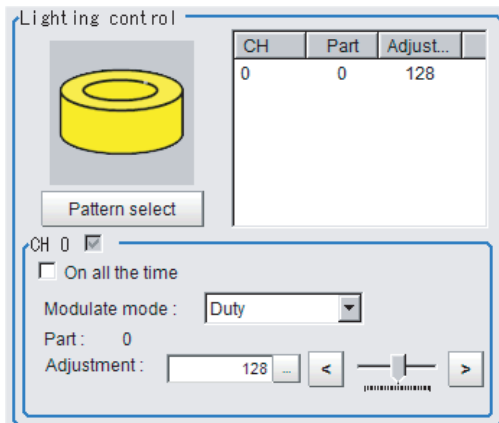 Lighting control
CH Part Adjust...
0 0 128
Pattern select
CH 0
On all the time
Modulate mode : Duty
Part : 0
Adjustment : 128 ... < >